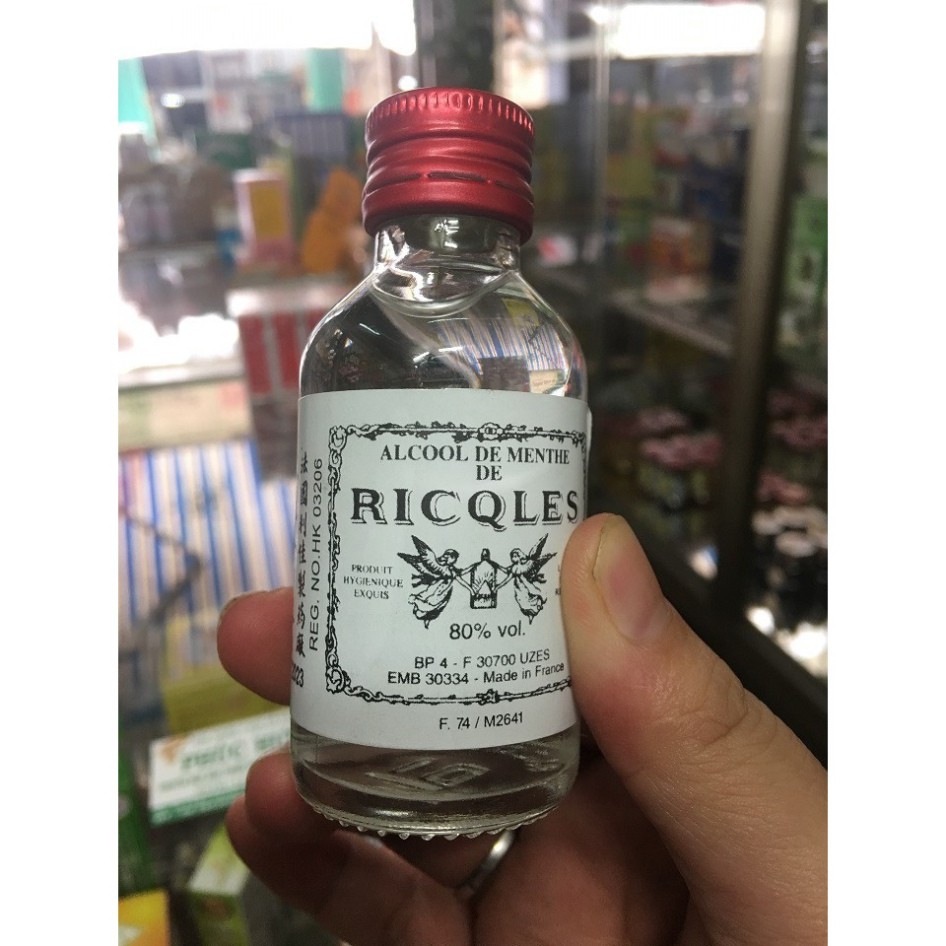 ALCOOL DE MENTHE
DE
RICQLES
PRODUIT
HYGIENIQUE
EXQUIS
80% vol.
BP 4 - F 30700 UZES
EMB 30334 - Made in France
F. 74 / M2641
REG. NO.HK 03206